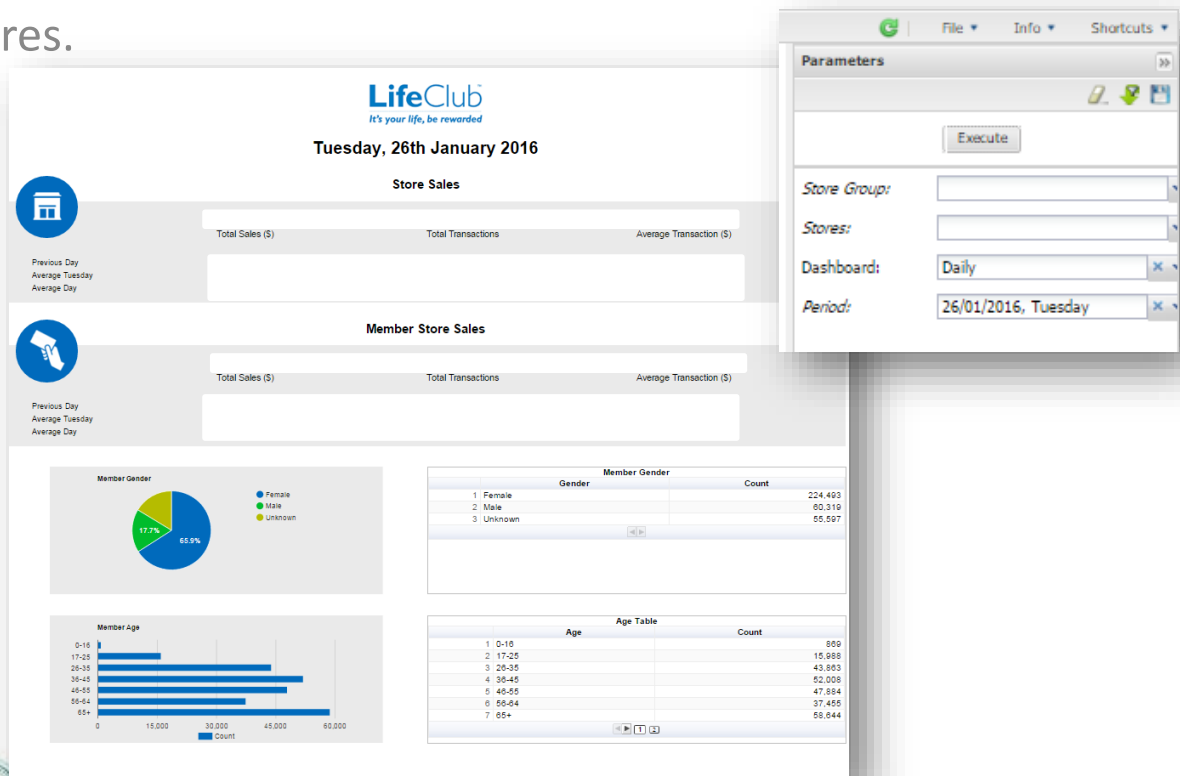 res.
LifeClub™
It's your life, be rewarded
Tuesday, 26th January 2016
Store Sales
Total Sales ($) Total Transactions Average Transaction ($)
Previous Day
Average Tuesday
Average Day
Member Store Sales
Total Sales ($) Total Transactions Average Transaction ($)
Previous Day
Average Tuesday
Average Day
Member Gender
Female
Male
Unknown
17.7%
65.9%
Member Gender
Gender Count
1 Female 224,493
2 Male 60,319
3 Unknown 55,597
Member Age
0-16
17-25
26-35
36-45
46-55
56-64
65+
0 15,000 30,000 45,000 60,000
Count
Age Table
Age Count
1 0-16 869
2 17-25 15,988
3 26-35 43,863
4 36-45 52,008
5 46-55 47,884
6 56-64 37,455
7 65+ 58,644
1 2
File Info Shortcuts
Parameters
Execute
Store Group:
Stores:
Dashboard: Daily
Period: 26/01/2016, Tuesday